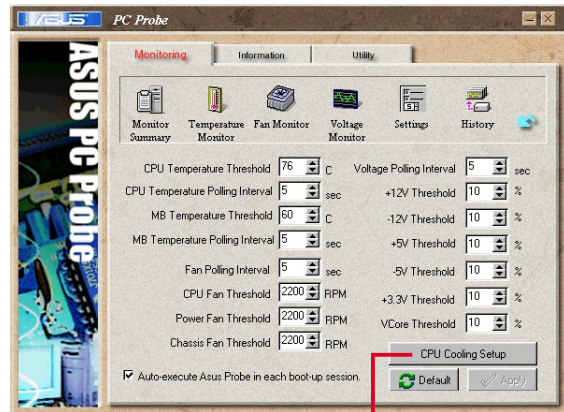 ASUS
PC Probe
ASUS PC Probe
Monitoring
Information
Utility
Monitor Summary
Temperature Monitor
Fan Monitor
Voltage Monitor
Settings
History
CPU Temperature Threshold 76 C
CPU Temperature Polling Interval 5 sec
MB Temperature Threshold 60 C
MB Temperature Polling Interval 5 sec
Fan Polling Interval 5 sec
CPU Fan Threshold 2200 RPM
Power Fan Threshold 2200 RPM
Chassis Fan Threshold 2200 RPM
Voltage Polling Interval 5 sec
+12V Threshold 10 %
-12V Threshold 10 %
+5V Threshold 10 %
-5V Threshold 10 %
+3.3V Threshold 10 %
VCore Threshold 10 %
CPU Cooling Setup
Auto-execute Asus Probe in each boot-up session.
Default
Apply